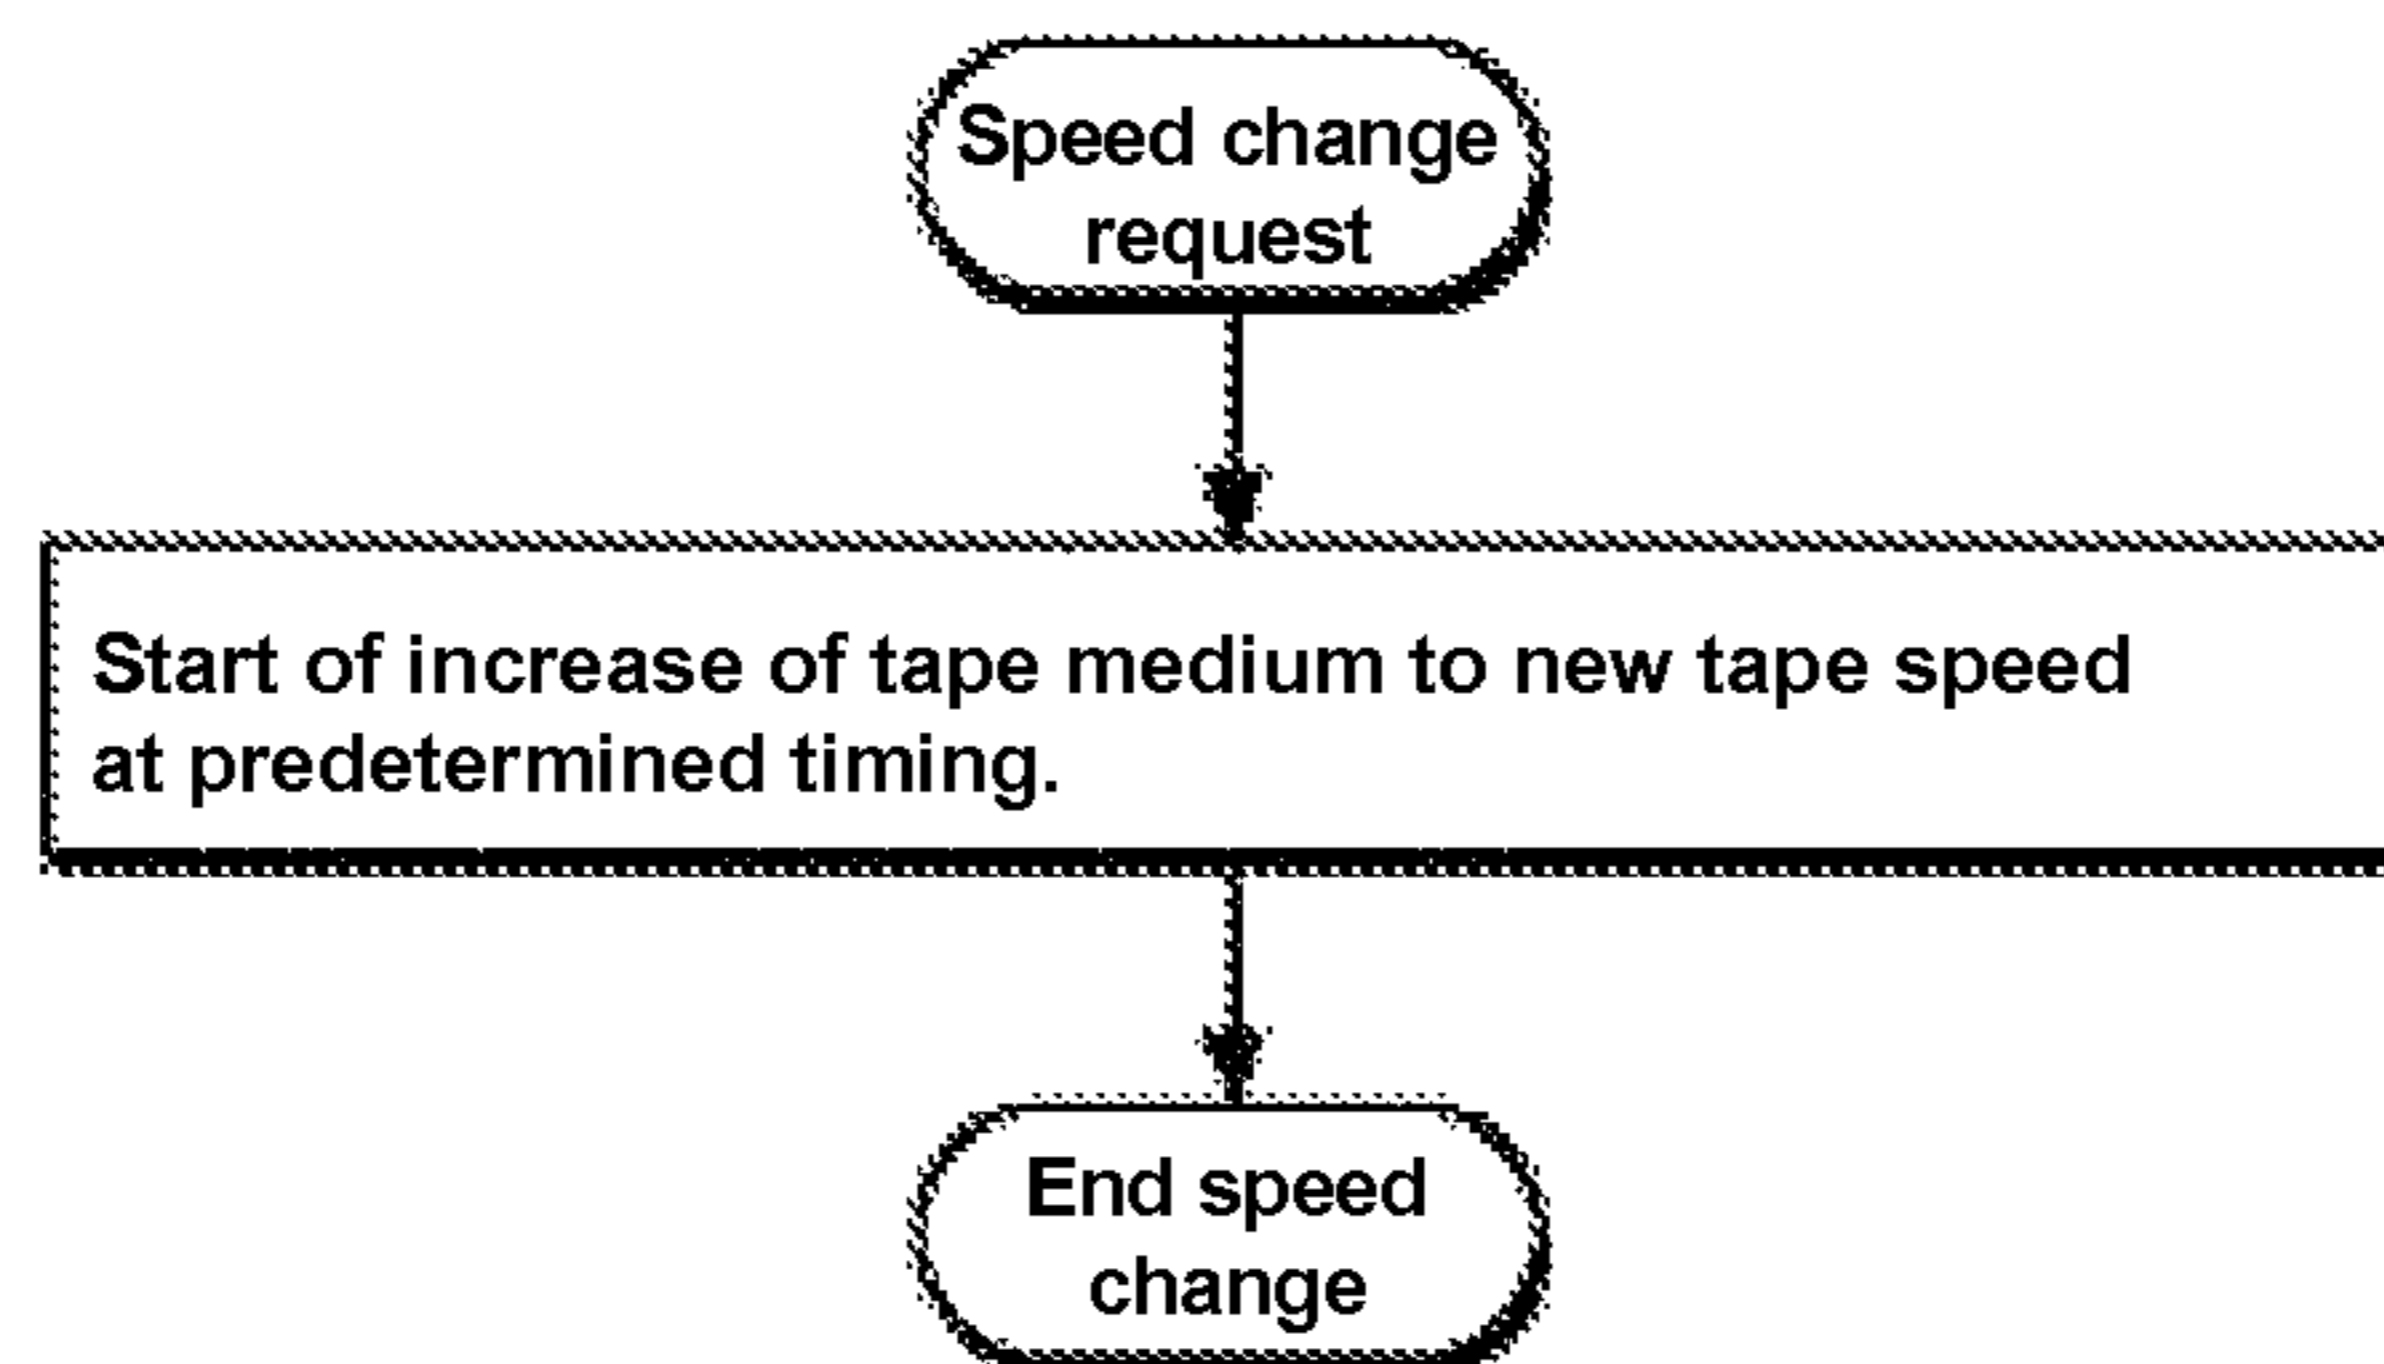 Speed change
request
Start of increase of tape medium to new tape speed
at predetermined timing.
End speed
change